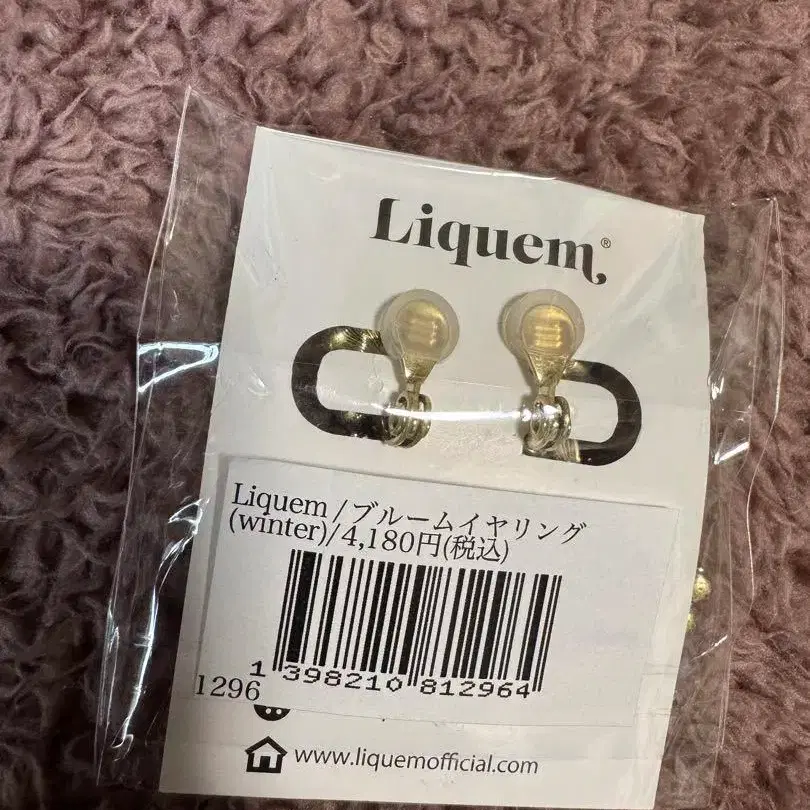 Liquem®
Liquem/ブルームイヤリング
(winter)/4,180円(税込)
1 398210 812964
1296
www.liquemofficial.com